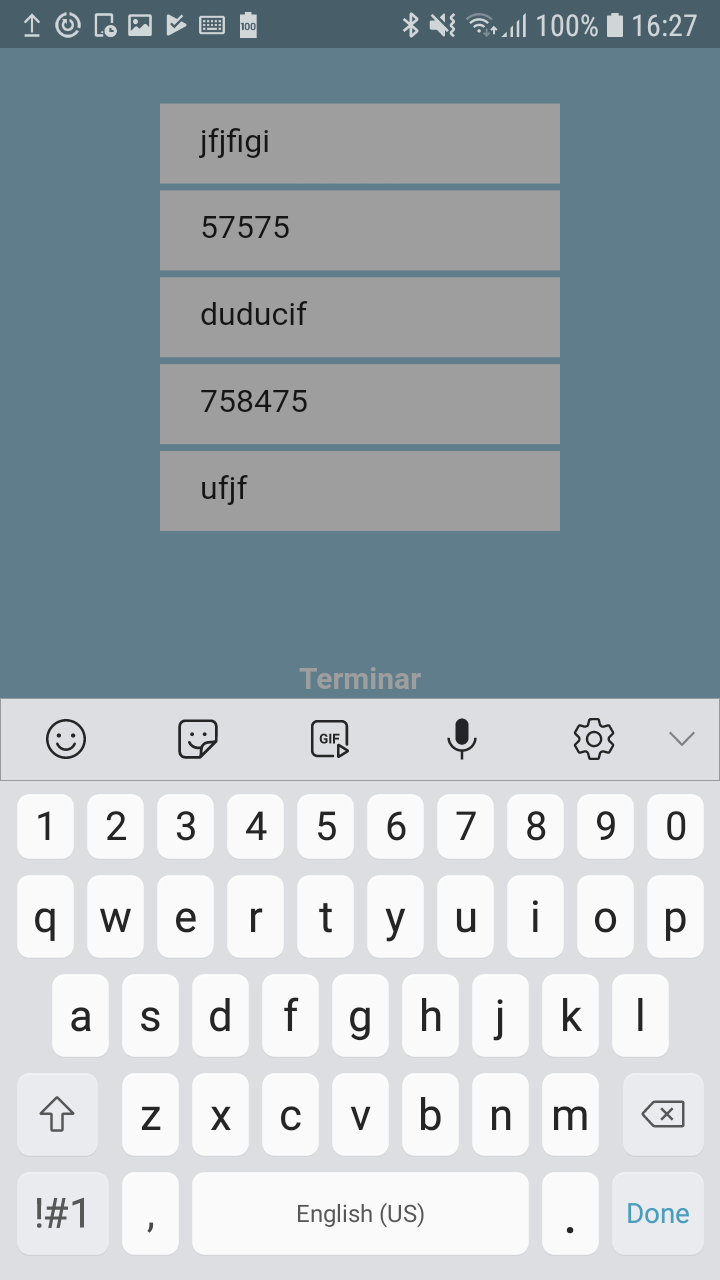 100 100% 16:27
jfjfigi
57575
duducif
758475
ufjf
Terminar
GIF
1 2 3 4 5 6 7 8 9 0
q w e r t y u i o p
a s d f g h j k l
z x c v b n m
!#1 , English (US) . Done